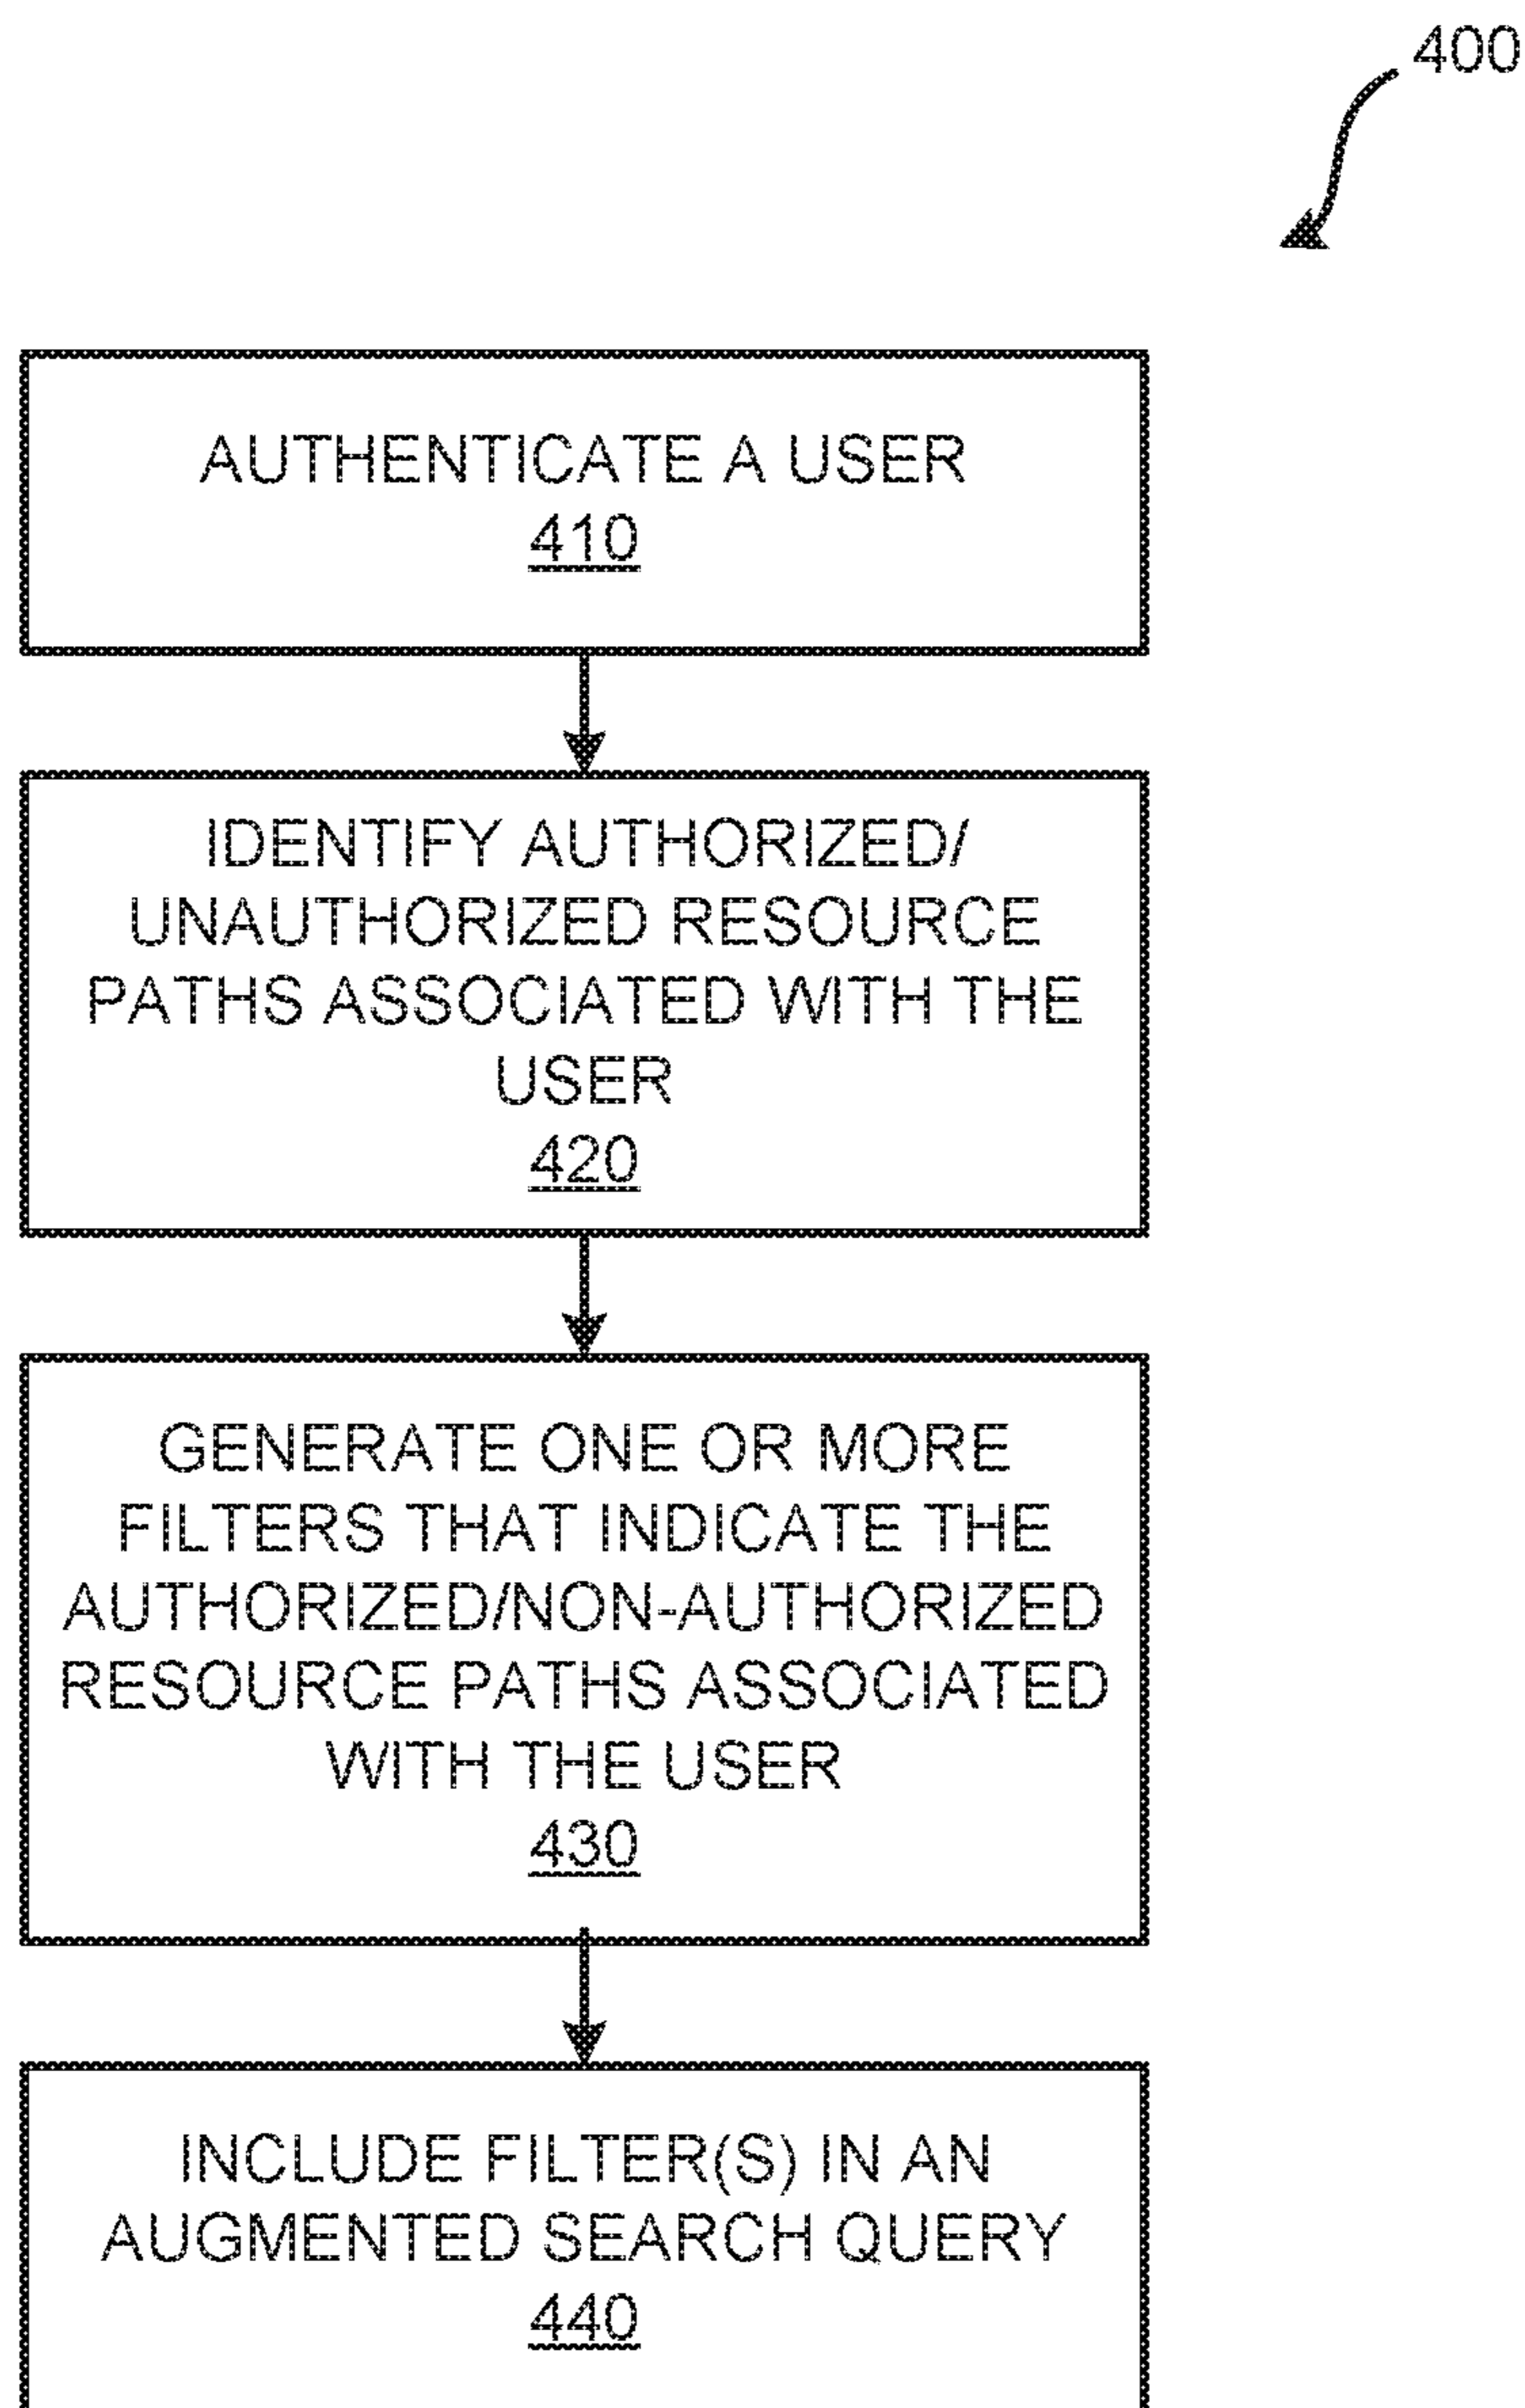 400
AUTHENTICATE A USER
410
IDENTIFY AUTHORIZED/
UNAUTHORIZED RESOURCE
PATHS ASSOCIATED WITH THE
USER
420
GENERATE ONE OR MORE
FILTERS THAT INDICATE THE
AUTHORIZED/NON-AUTHORIZED
RESOURCE PATHS ASSOCIATED
WITH THE USER
430
INCLUDE FILTER(S) IN AN
AUGMENTED SEARCH QUERY
440